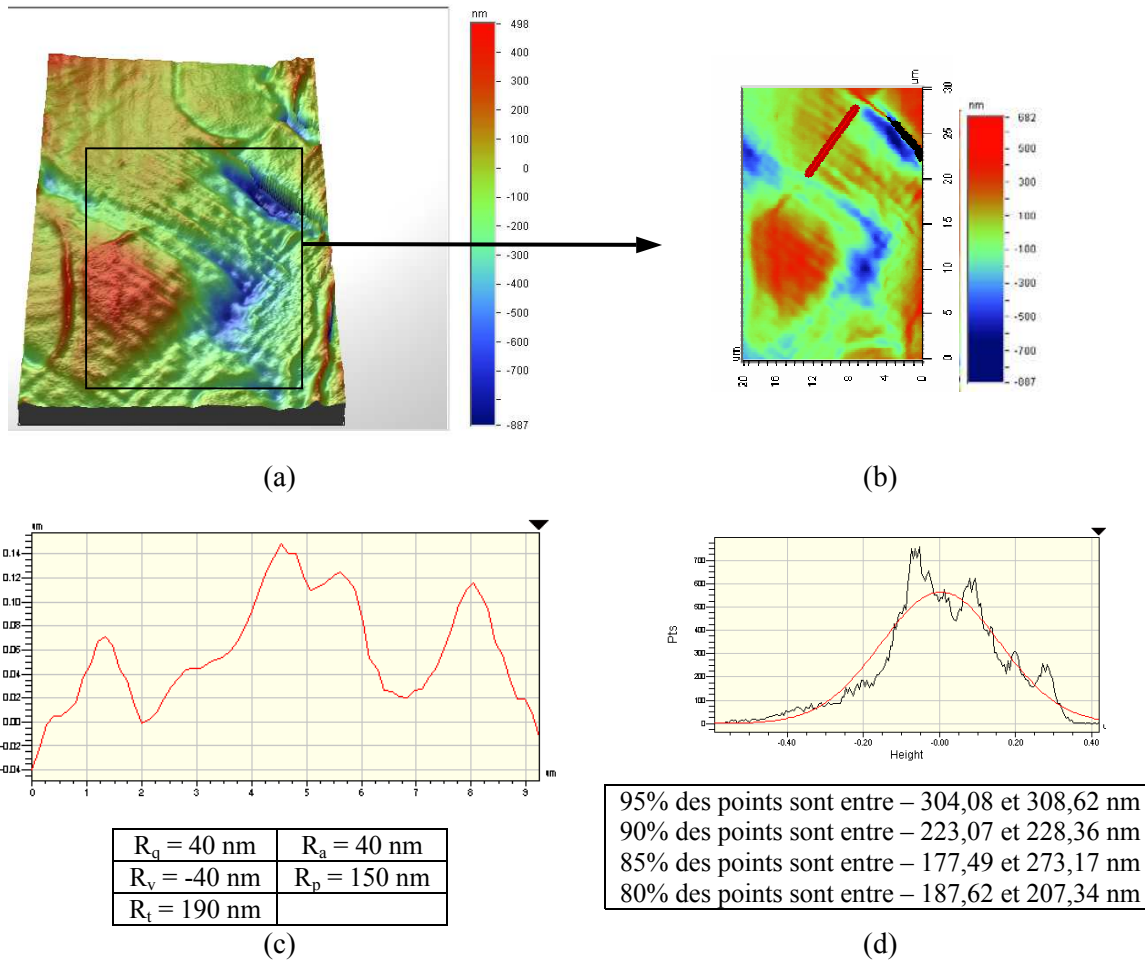 nm
498
400
300
200
100
0
-100
-200
-300
-400
-500
-600
-700
-887
um
30
25
20
15
10
5
0
um
20
16
12
8
4
0
nm
682
500
300
100
-100
-300
-500
-700
-887
(a)
(b)
um
0.14
0.12
0.10
0.08
0.06
0.04
0.02
0.00
-0.02
-0.04
0 1 2 3 4 5 6 7 8 9
um
R_q = 40 nm R_a = 40 nm
R_v = -40 nm R_p = 150 nm
R_t = 190 nm
(c)
Pts
700
600
500
400
300
200
100
0
-0.40 -0.20 -0.00 0.20 0.40
Height
95% des points sont entre – 304,08 et 308,62 nm
90% des points sont entre – 223,07 et 228,36 nm
85% des points sont entre – 177,49 et 273,17 nm
80% des points sont entre – 187,62 et 207,34 nm
(d)